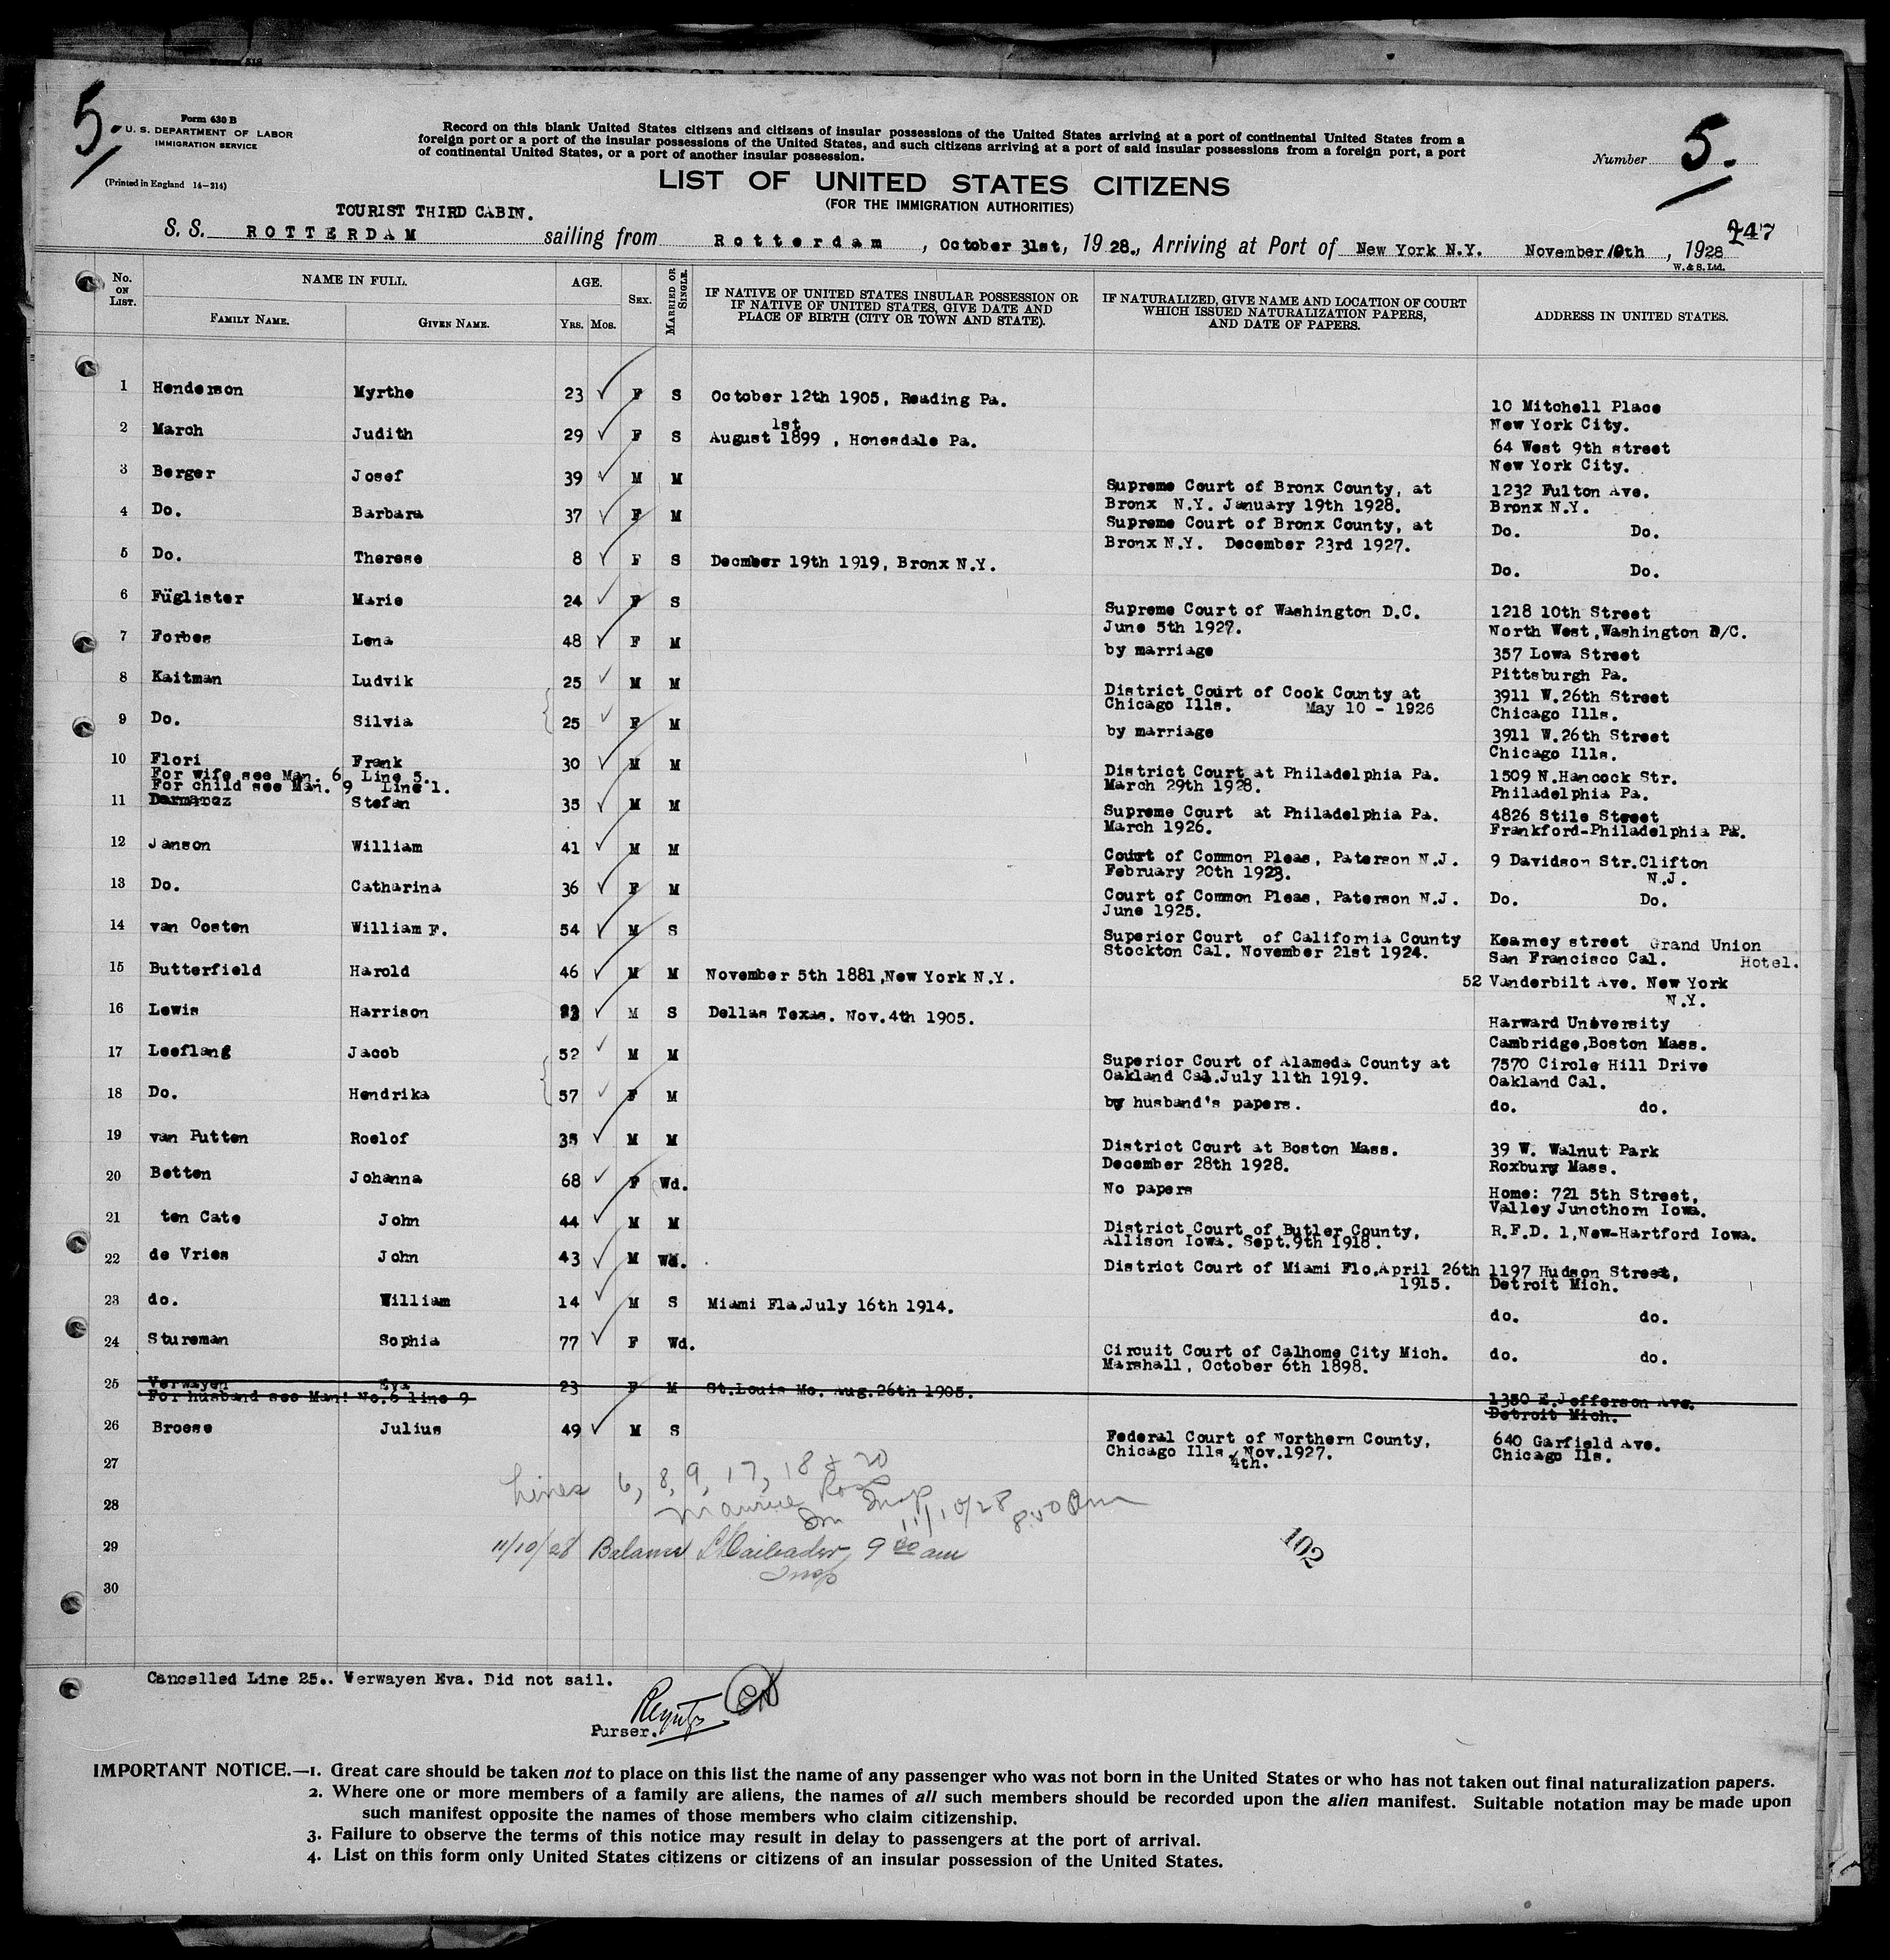 5.
Form 630 B
U. S. DEPARTMENT OF LABOR
IMMIGRATION SERVICE
(Printed in England 14—214)
Record on this blank United States citizens and citizens of insular possessions of the United States arriving at a port of continental United States from a
foreign port or a port of the insular possessions of the United States, and such citizens arriving at a port of said insular possessions from a foreign port, a port
of continental United States, or a port of another insular possession.
Number 5.
LIST OF UNITED STATES CITIZENS
(FOR THE IMMIGRATION AUTHORITIES)
TOURIST THIRD CABIN.
S. S. ROTTERDAM sailing from Rotterdam, October 31st, 1928., Arriving at Port of New York N.Y. November 10th, 1928
247
W. & S. Ltd.
No. ON LIST. NAME IN FULL. AGE. SEX. MARRIED OR SINGLE. IF NATIVE OF UNITED STATES INSULAR POSSESSION OR IF NATIVE OF UNITED STATES, GIVE DATE AND PLACE OF BIRTH (CITY OR TOWN AND STATE). IF NATURALIZED, GIVE NAME AND LOCATION OF COURT WHICH ISSUED NATURALIZATION PAPERS, AND DATE OF PAPERS. ADDRESS IN UNITED STATES.
FAMILY NAME. GIVEN NAME. YRS. MOS.
1 Henderson Myrthe 23 F S October 12th 1905, Reading Pa. 10 Mitchell Place
New York City.
2 March Judith 29 F S August 1st 1899 , Honesdale Pa. 64 West 9th street
New York City.
3 Berger Josef 39 M M Supreme Court of Bronx County, at 1232 Fulton Ave.
Bronx N.Y. January 19th 1928. Bronx N.Y.
4 Do. Barbara 37 F M Supreme Court of Bronx County, at Do. Do.
Bronx N.Y. December 23rd 1927.
5 Do. Therese 8 F S Decmber 19th 1919, Bronx N.Y. Do. Do.
6 Füglister Marie 24 F S Supreme Court of Washington D.C. 1218 10th Street
June 5th 1927. North West,Washington D/C.
7 Forbes Lena 48 F M by marriage 357 Lowa Street
Pittsburgh Pa.
8 Kaitman Ludvik 25 M M District Court of Cook County at 3911 W.26th Street
Chicago Ills. May 10 - 1926 Chicago Ills.
9 Do. Silvia 25 F M by marriage 3911 W.26th Street
Chicago Ills.
10 Flori Frank 30 M M District Court at Philadelphia Pa. 1509 N.Hancock Str.
For wife see Man. 6 Line 5. March 29th 1928. Philadelphia Pa.
For child see Man. 9 Line 1.
11 Darmarez Stefan 35 M M Supreme Court at Philadelphia Pa. 4826 Stile Street
March 1926. Frankford-Philadelphia Pa.
12 Janson William 41 M M Court of Common Pleas, Paterson N.J. 9 Davidson Str.Clifton
February 20th 1923. N.J.
13 Do. Catharina 36 F M Court of Common Pleas, Paterson N.J. Do. Do.
June 1925.
14 van Oosten William F. 54 M S Superior Court of California County Kearney street Grand Union
Stockton Cal. November 21st 1924. San Francisco Cal. Hotel.
15 Butterfield Harold 46 M M November 5th 1881,New York N.Y. 52 Vanderbilt Ave. New York
N.Y.
16 Lewis Harrison 23 M S Dellas Texas. Nov.4th 1905. Harward University
Cambridge,Boston Mass.
17 Leeflang Jacob 52 M M Superior Court of Alameda County at 7570 Circle Hill Drive
Oakland Cal.July 11th 1919. Oakland Cal.
18 Do. Hendrika 57 F M by husband's papers. do. do.
19 van Putten Roelof 35 M M District Court at Boston Mass. 39 W. Walnut Park
December 28th 1928. Roxbury Mass.
20 Betten Johanna 68 F Wd. No papers Home: 721 5th Street,
Valley Juncthom Iowa.
21 ten Cate John 44 M M District Court of Butler County, R.F.D. 1,New-Hartford Iowa.
Allison Iowa. Sept.9th 1918.
22 de Vries John 43 M Wd. District Court of Miami Flo.April 26th 1197 Hudson Street,
1915. Detroit Mich.
23 do. William 14 M S Miami Fla.July 16th 1914. do. do.
24 Stureman Sophia 77 F Wd. Circuit Court of Calhome City Mich. do. do.
Marshall, October 6th 1898.
25 Verwayen Eva 23 F M St.Louis Mo. Aug.26th 1905. 1350 E.Jefferson Ave.
For husband see Man! No.6 line 9 Detroit Mich.
26 Broese Julius 49 M S Federal Court of Northern County, 640 Garfield Ave.
Chicago Ills, Nov.1927. Chicago Ils.
4th.
27
Lines 6, 8, 9, 17, 18 & 20
28
Maurice Ross
Im Insp 11/10/28 8.50 am
29
11/10/28 Balance 9 00 am
Insp
102
30
Cancelled Line 25.. Verwayen Eva. Did not sail.
Purser.
IMPORTANT NOTICE.—1. Great care should be taken not to place on this list the name of any passenger who was not born in the United States or who has not taken out final naturalization papers.
2. Where one or more members of a family are aliens, the names of all such members should be recorded upon the alien manifest. Suitable notation may be made upon
such manifest opposite the names of those members who claim citizenship.
3. Failure to observe the terms of this notice may result in delay to passengers at the port of arrival.
4. List on this form only United States citizens or citizens of an insular possession of the United States.